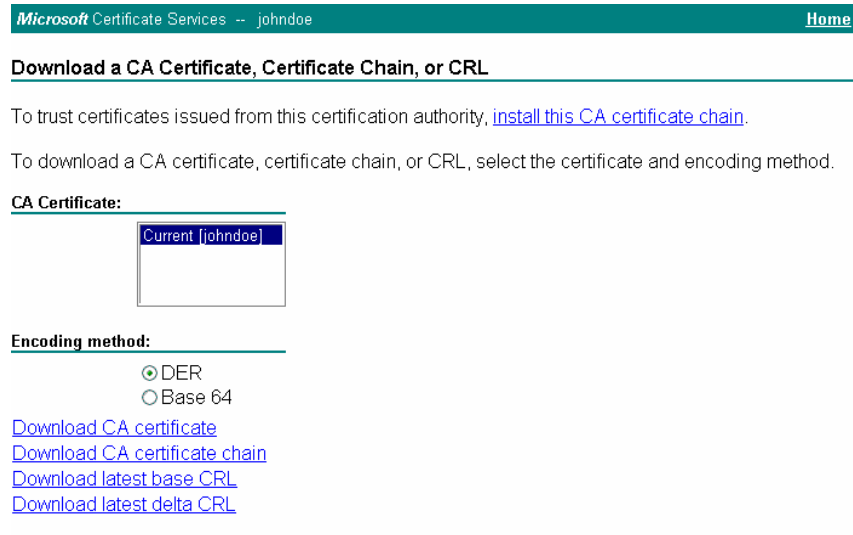 Microsoft Certificate Services -- johndoe Home
Download a CA Certificate, Certificate Chain, or CRL
To trust certificates issued from this certification authority, install this CA certificate chain.
To download a CA certificate, certificate chain, or CRL, select the certificate and encoding method.
CA Certificate:
Current [johndoe]
Encoding method:
DER
Base 64
Download CA certificate
Download CA certificate chain
Download latest base CRL
Download latest delta CRL